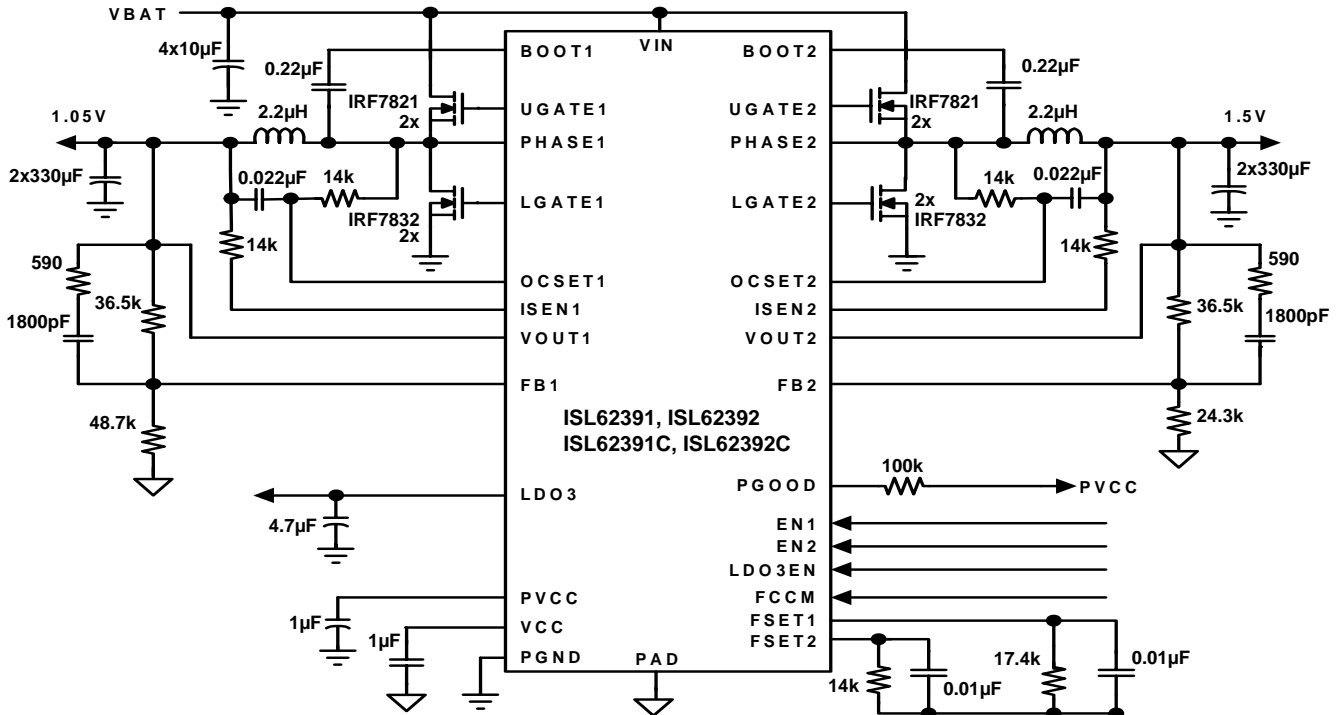 VBAT
4x10µF
0.22µF
BOOT1
VIN
BOOT2
0.22µF
IRF7821
2x
UGATE1
UGATE2
IRF7821
2x
1.05V
2.2µH
PHASE1
PHASE2
2.2µH
1.5V
2x330µF
0.022µF
14k
14k
0.022µF
2x330µF
IRF7832
2x
LGATE1
LGATE2
2x
IRF7832
14k
14k
590
OCSET1
OCSET2
590
36.5k
ISEN1
ISEN2
36.5k
1800pF
VOUT1
VOUT2
1800pF
FB1
FB2
48.7k
ISL62391, ISL62392
ISL62391C, ISL62392C
24.3k
LDO3
PGOOD
100k
PVCC
4.7µF
EN1
EN2
LDO3EN
PVCC
FCCM
1µF
VCC
FSET1
1µF
FSET2
PGND
PAD
14k
0.01µF
17.4k
0.01µF